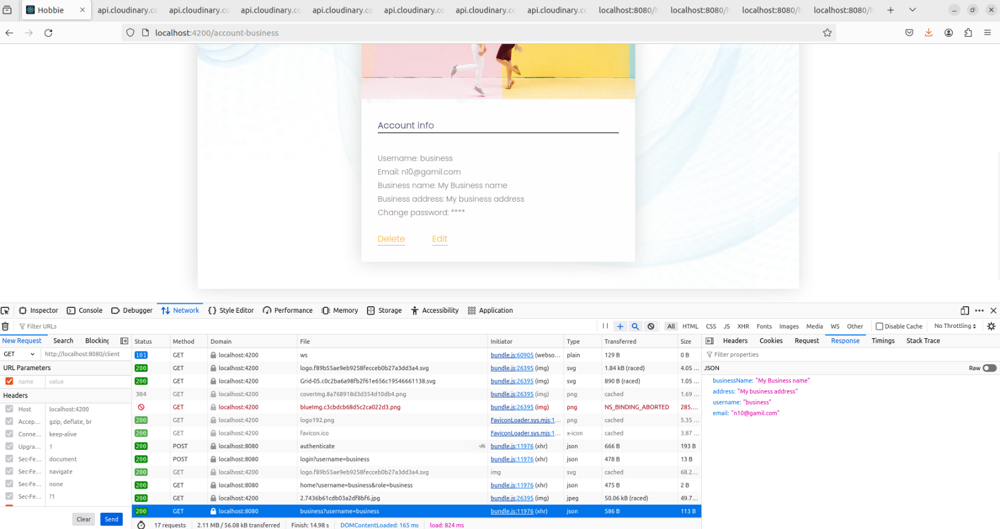 Hobbie
api.cloudinary.co
api.cloudinary.co
api.cloudinary.co
api.cloudinary.co
api.cloudinary.co
api.cloudinary.co
api.cloudinary.co
localhost:8080/h
localhost:8080/h
localhost:8080/h
localhost:8080/h
localhost:4200/account-business
Account info
Username: business
Email: n10@gamil.com
Business name: My Business name
Business address: My business address
Change password: ****
Delete Edit
Inspector Console Debugger Network Style Editor Performance Memory Storage Accessibility Application
Filter URLs
All HTML CSS JS XHR Fonts Images Media WS Other Disable Cache No Throttling
New Request Search Blocking
GET http://localhost:8080/client
URL Parameters
name value
Headers
Host localhost:4200
Accep... gzip, deflate, br
Conne... keep-alive
Upgra... 1
Sec-Fe... document
Sec-Fe... navigate
Sec-Fe... none
Sec-Fe... ?1
Clear Send
Status Method Domain File Initiator Type Transferred Size
101 GET localhost:4200 ws bundle.js:60905 (webso... plain 129 B 0 B
200 GET localhost:4200 logo.f89b55ae9eb9258fecceb0b27a3dd3a4.svg bundle.js:26395 (img) svg 1.84 kB (raced) 4.05 ...
200 GET localhost:4200 Grid-05.c0c2ba6a98fb2f61e656c19546661138.svg bundle.js:26395 (img) svg 890 B (raced) 1.05 ...
304 GET localhost:4200 coverImg.8a768918d3d354d10db4.png bundle.js:26395 (img) png cached 1.69 ...
GET localhost:4200 blueImg.c3cbdcb68d5c2ca022d3.png bundle.js:26395 (img) png NS_BINDING_ABORTED 285....
200 GET localhost:4200 logo192.png FaviconLoader.sys.mjs:1... png cached 5.35 ...
200 GET localhost:4200 favicon.ico FaviconLoader.sys.mjs:1... x-icon cached 3.87 ...
200 POST localhost:8080 authenticate bundle.js:11976 (xhr) json 666 B 193 B
200 POST localhost:8080 login?username=business bundle.js:11976 (xhr) json 478 B 13 B
200 GET localhost:4200 logo.f89b55ae9eb9258fecceb0b27a3dd3a4.svg img svg cached 68.2...
200 GET localhost:8080 home?username=business&role=business bundle.js:11976 (xhr) json 475 B 2 B
200 GET localhost:4200 2.7436b61cdb03a2df8bf6.jpg bundle.js:26395 (img) jpeg 50.06 kB (raced) 49.7...
200 GET localhost:8080 business?username=business bundle.js:11976 (xhr) json 586 B 113 B
17 requests 2.11 MB / 56.08 kB transferred Finish: 14.98 s DOMContentLoaded: 165 ms load: 824 ms
Headers Cookies Request Response Timings Stack Trace
Filter properties
JSON Raw
businessName: "My Business name"
address: "My business address"
username: "business"
email: "n10@gamil.com"